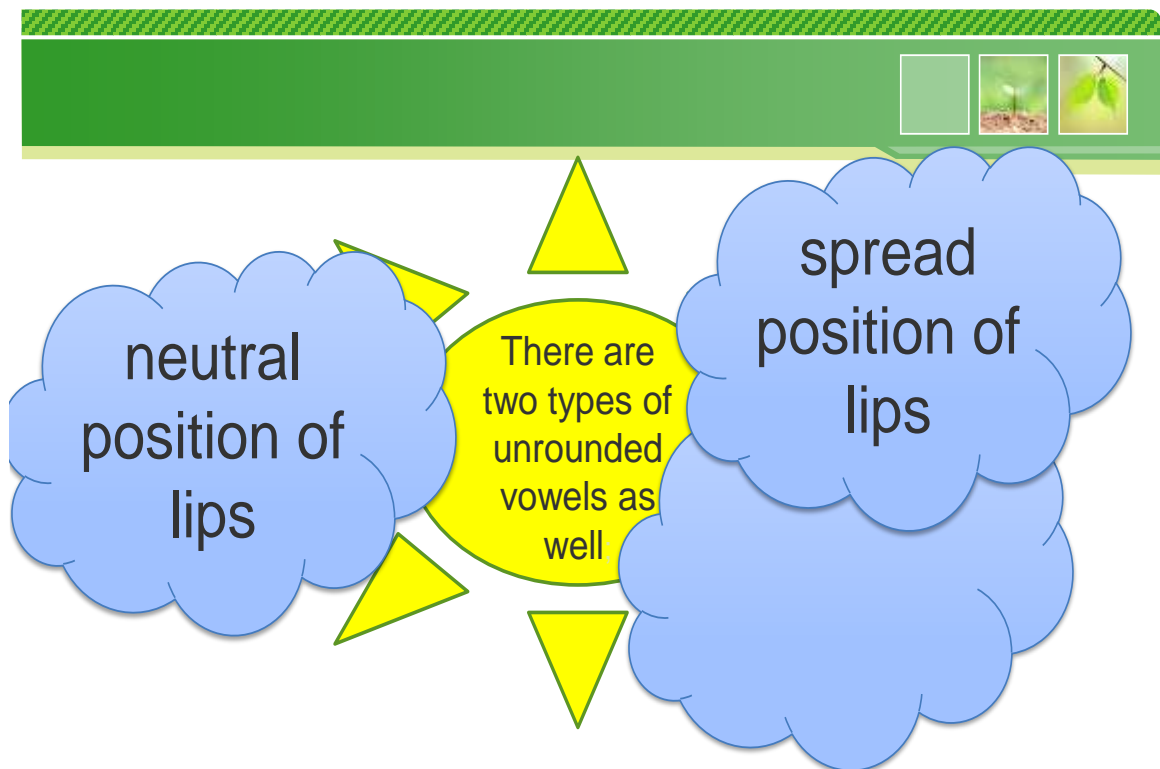 neutral
position of
lips
There are
two types of
unrounded
vowels as
well
spread
position of
lips